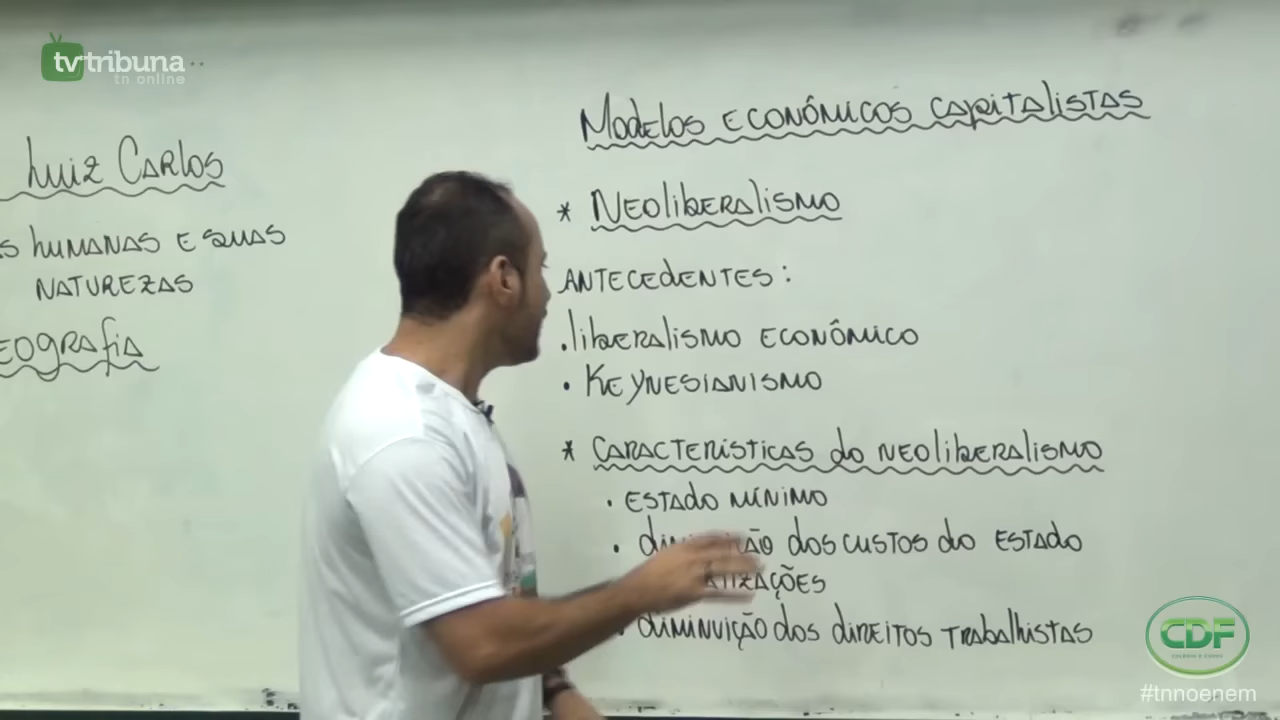 tvtribuna
tn online
Luiz Carlos
s humanas e suas
naturezas
eografia
Modelos econômicos capitalistas
* Neoliberalismo
Antecedentes:
. liberalismo econômico
. Keynesianismo
* Características do neoliberalismo
. Estado mínimo
. dos custos do Estado
. diminuição dos direitos trabalhistas
CDF
#tnnoenem